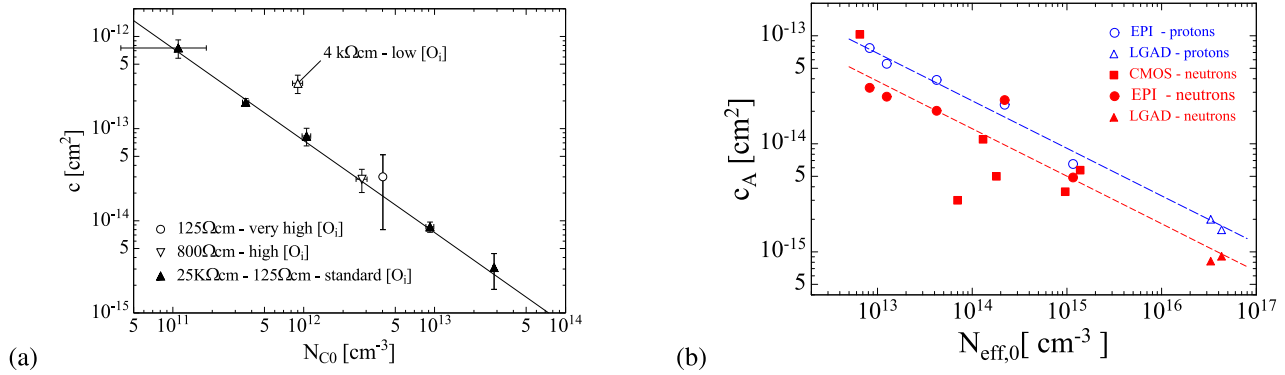 10⁻¹²
5
10⁻¹³
5
10⁻¹⁴
5
10⁻¹⁵
c [cm²]
4 kΩcm - low [Oᵢ]
125Ωcm - very high [Oᵢ]
800Ωcm - high [Oᵢ]
25KΩcm - 125Ωcm - standard [Oᵢ]
5 10¹¹ 5 10¹² 5 10¹³ 5 10¹⁴
N_C0 [cm⁻³]
(a)
10⁻¹³
5
10⁻¹⁴
5
10⁻¹⁵
5
c_A [cm²]
EPI - protons
LGAD - protons
CMOS - neutrons
EPI - neutrons
LGAD - neutrons
10¹³ 10¹⁴ 10¹⁵ 10¹⁶ 10¹⁷
N_eff,0 [ cm⁻³]
(b)